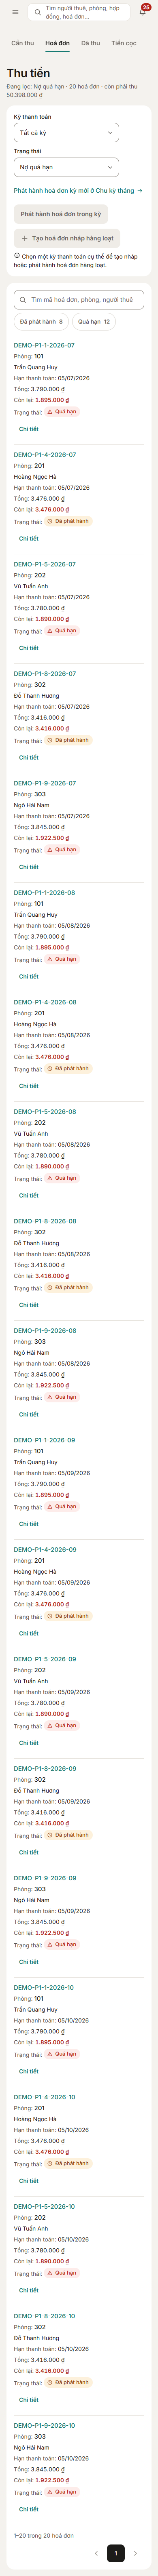 Tìm người thuê, phòng, hợp
đồng, hoá đơn...
25
Cần thu
Hoá đơn
Đã thu
Tiền cọc
Thu tiền
Đang lọc: Nợ quá hạn · 20 hoá đơn · còn phải thu
50.398.000 ₫
Kỳ thanh toán
Tất cả kỳ
Trạng thái
Nợ quá hạn
Phát hành hoá đơn kỳ mới ở Chu kỳ tháng →
Phát hành hoá đơn trong kỳ
+ Tạo hoá đơn nháp hàng loạt
Chọn một kỳ thanh toán cụ thể để tạo nháp
hoặc phát hành hoá đơn hàng loạt.
Tìm mã hoá đơn, phòng, người thuê
Đã phát hành 8
Quá hạn 12
DEMO-P1-1-2026-07
Phòng: 101
Trần Quang Huy
Hạn thanh toán: 05/07/2026
Tổng: 3.790.000 ₫
Còn lại: 1.895.000 ₫
Trạng thái: Quá hạn
Chi tiết
DEMO-P1-4-2026-07
Phòng: 201
Hoàng Ngọc Hà
Hạn thanh toán: 05/07/2026
Tổng: 3.476.000 ₫
Còn lại: 3.476.000 ₫
Trạng thái: Đã phát hành
Chi tiết
DEMO-P1-5-2026-07
Phòng: 202
Vũ Tuấn Anh
Hạn thanh toán: 05/07/2026
Tổng: 3.780.000 ₫
Còn lại: 1.890.000 ₫
Trạng thái: Quá hạn
Chi tiết
DEMO-P1-8-2026-07
Phòng: 302
Đỗ Thanh Hương
Hạn thanh toán: 05/07/2026
Tổng: 3.416.000 ₫
Còn lại: 3.416.000 ₫
Trạng thái: Đã phát hành
Chi tiết
DEMO-P1-9-2026-07
Phòng: 303
Ngô Hải Nam
Hạn thanh toán: 05/07/2026
Tổng: 3.845.000 ₫
Còn lại: 1.922.500 ₫
Trạng thái: Quá hạn
Chi tiết
DEMO-P1-1-2026-08
Phòng: 101
Trần Quang Huy
Hạn thanh toán: 05/08/2026
Tổng: 3.790.000 ₫
Còn lại: 1.895.000 ₫
Trạng thái: Quá hạn
Chi tiết
DEMO-P1-4-2026-08
Phòng: 201
Hoàng Ngọc Hà
Hạn thanh toán: 05/08/2026
Tổng: 3.476.000 ₫
Còn lại: 3.476.000 ₫
Trạng thái: Đã phát hành
Chi tiết
DEMO-P1-5-2026-08
Phòng: 202
Vũ Tuấn Anh
Hạn thanh toán: 05/08/2026
Tổng: 3.780.000 ₫
Còn lại: 1.890.000 ₫
Trạng thái: Quá hạn
Chi tiết
DEMO-P1-8-2026-08
Phòng: 302
Đỗ Thanh Hương
Hạn thanh toán: 05/08/2026
Tổng: 3.416.000 ₫
Còn lại: 3.416.000 ₫
Trạng thái: Đã phát hành
Chi tiết
DEMO-P1-9-2026-08
Phòng: 303
Ngô Hải Nam
Hạn thanh toán: 05/08/2026
Tổng: 3.845.000 ₫
Còn lại: 1.922.500 ₫
Trạng thái: Quá hạn
Chi tiết
DEMO-P1-1-2026-09
Phòng: 101
Trần Quang Huy
Hạn thanh toán: 05/09/2026
Tổng: 3.790.000 ₫
Còn lại: 1.895.000 ₫
Trạng thái: Quá hạn
Chi tiết
DEMO-P1-4-2026-09
Phòng: 201
Hoàng Ngọc Hà
Hạn thanh toán: 05/09/2026
Tổng: 3.476.000 ₫
Còn lại: 3.476.000 ₫
Trạng thái: Đã phát hành
Chi tiết
DEMO-P1-5-2026-09
Phòng: 202
Vũ Tuấn Anh
Hạn thanh toán: 05/09/2026
Tổng: 3.780.000 ₫
Còn lại: 1.890.000 ₫
Trạng thái: Quá hạn
Chi tiết
DEMO-P1-8-2026-09
Phòng: 302
Đỗ Thanh Hương
Hạn thanh toán: 05/09/2026
Tổng: 3.416.000 ₫
Còn lại: 3.416.000 ₫
Trạng thái: Đã phát hành
Chi tiết
DEMO-P1-9-2026-09
Phòng: 303
Ngô Hải Nam
Hạn thanh toán: 05/09/2026
Tổng: 3.845.000 ₫
Còn lại: 1.922.500 ₫
Trạng thái: Quá hạn
Chi tiết
DEMO-P1-1-2026-10
Phòng: 101
Trần Quang Huy
Hạn thanh toán: 05/10/2026
Tổng: 3.790.000 ₫
Còn lại: 1.895.000 ₫
Trạng thái: Quá hạn
Chi tiết
DEMO-P1-4-2026-10
Phòng: 201
Hoàng Ngọc Hà
Hạn thanh toán: 05/10/2026
Tổng: 3.476.000 ₫
Còn lại: 3.476.000 ₫
Trạng thái: Đã phát hành
Chi tiết
DEMO-P1-5-2026-10
Phòng: 202
Vũ Tuấn Anh
Hạn thanh toán: 05/10/2026
Tổng: 3.780.000 ₫
Còn lại: 1.890.000 ₫
Trạng thái: Quá hạn
Chi tiết
DEMO-P1-8-2026-10
Phòng: 302
Đỗ Thanh Hương
Hạn thanh toán: 05/10/2026
Tổng: 3.416.000 ₫
Còn lại: 3.416.000 ₫
Trạng thái: Đã phát hành
Chi tiết
DEMO-P1-9-2026-10
Phòng: 303
Ngô Hải Nam
Hạn thanh toán: 05/10/2026
Tổng: 3.845.000 ₫
Còn lại: 1.922.500 ₫
Trạng thái: Quá hạn
Chi tiết
1–20 trong 20 hoá đơn
1